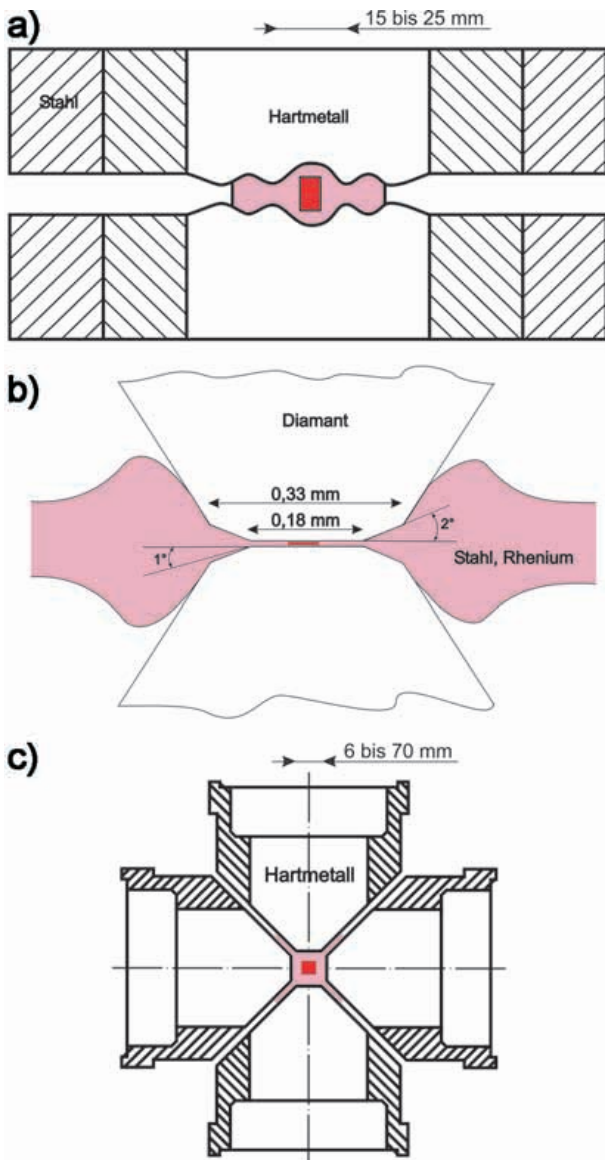 a)
15 bis 25 mm
Stahl
Hartmetall
b)
Diamant
0,33 mm
0,18 mm
2°
1°
Stahl, Rhenium
c)
6 bis 70 mm
Hartmetall